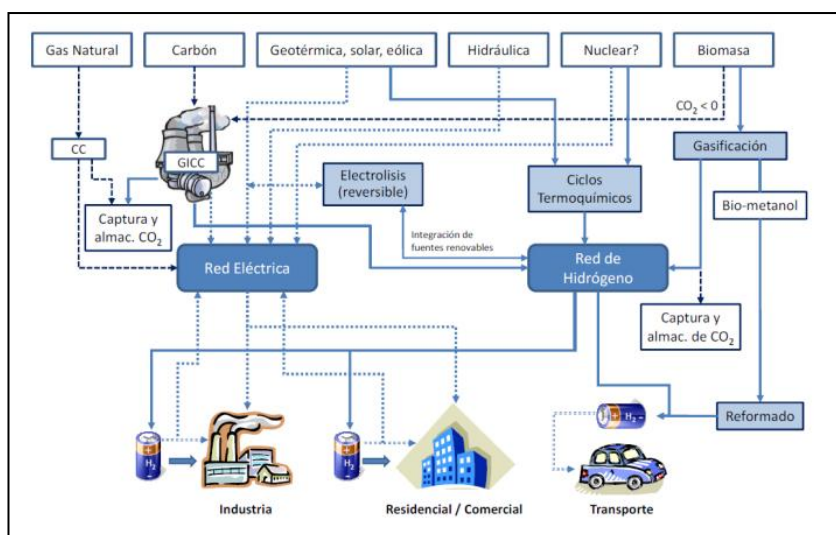 Gas Natural
Carbón
Geotérmica, solar, eólica
Hidráulica
Nuclear?
Biomasa
CO2 < 0
CC
GICC
Gasificación
Electrolisis
(reversible)
Ciclos
Termoquímicos
Bio-metanol
Captura y
almac. CO2
Integración de
fuentes renovables
Red Eléctrica
Red de
Hidrógeno
Captura y
almac. de CO2
H2
H2
H2
Reformado
Industria
Residencial / Comercial
Transporte